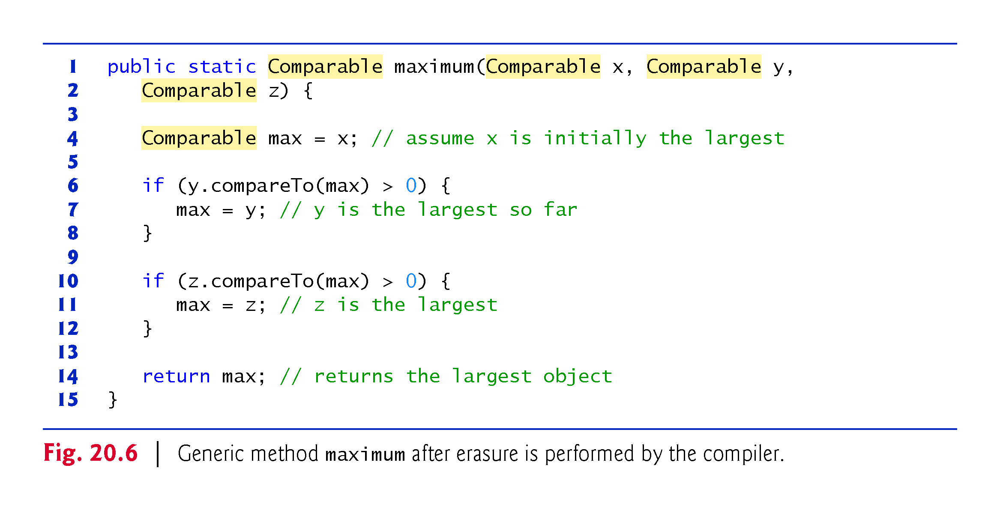 1 public static Comparable maximum(Comparable x, Comparable y,
2    Comparable z) {
3
4    Comparable max = x; // assume x is initially the largest
5
6    if (y.compareTo(max) > 0) {
7       max = y; // y is the largest so far
8    }
9
10    if (z.compareTo(max) > 0) {
11       max = z; // z is the largest
12    }
13
14    return max; // returns the largest object
15 }
Fig. 20.6 | Generic method maximum after erasure is performed by the compiler.